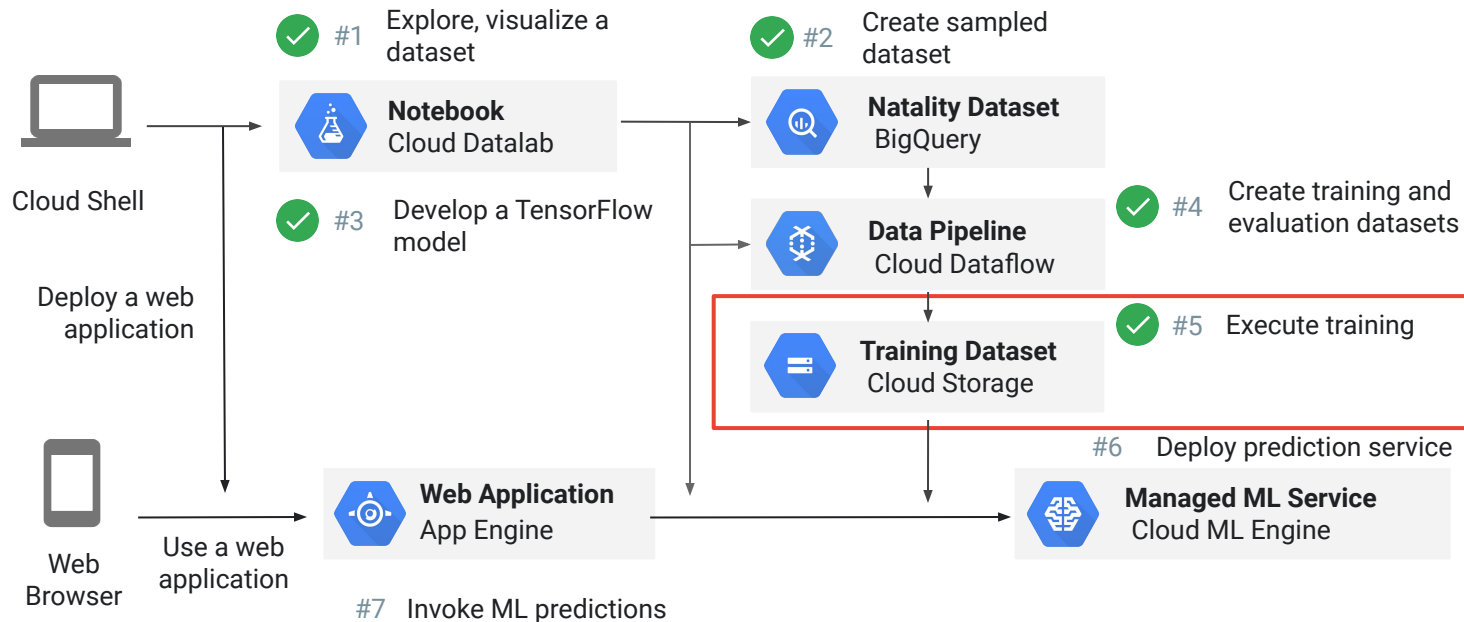 #1 Explore, visualize a
dataset
#2 Create sampled
dataset
Notebook
Cloud Datalab
Natality Dataset
BigQuery
Cloud Shell
#3 Develop a TensorFlow
model
#4 Create training and
evaluation datasets
Data Pipeline
Cloud Dataflow
Deploy a web
application
#5 Execute training
Training Dataset
Cloud Storage
#6 Deploy prediction service
Web Application
App Engine
Managed ML Service
Cloud ML Engine
Web
Browser
Use a web
application
#7 Invoke ML predictions